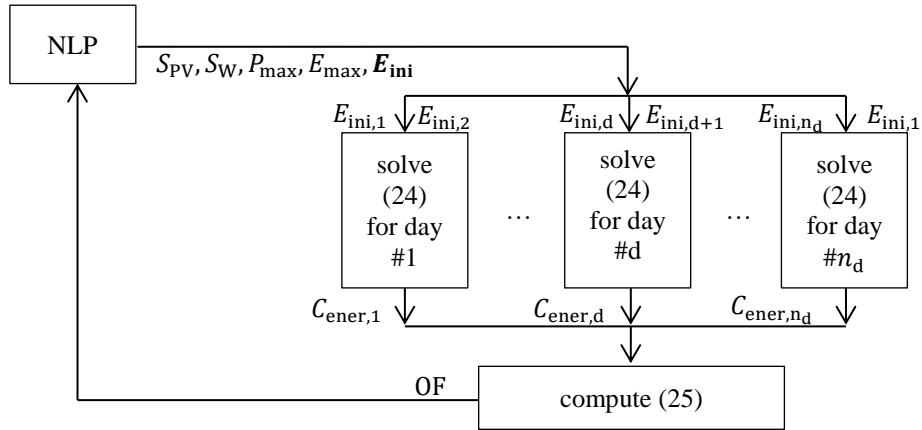 NLP
S_PV, S_W, P_max, E_max, E_ini
E_ini,1 E_ini,2 E_ini,d E_ini,d+1 E_ini,n_d E_ini,1
solve
(24)
for day
#1
...
solve
(24)
for day
#d
...
solve
(24)
for day
#n_d
C_ener,1 C_ener,d C_ener,n_d
OF
compute (25)